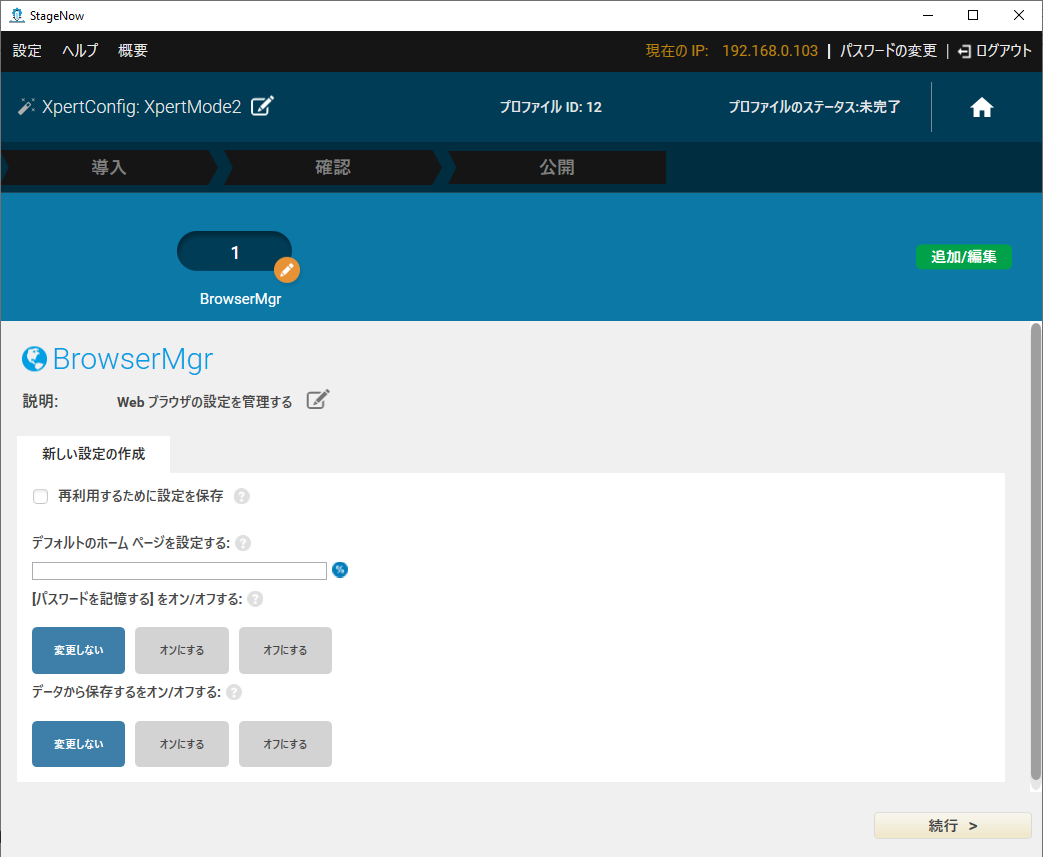 StageNow
設定 ヘルプ 概要 現在の IP: 192.168.0.103 | パスワードの変更 | ログアウト
XpertConfig: XpertMode2 プロファイル ID: 12 プロファイルのステータス:未完了
導入 確認 公開
1
追加/編集
BrowserMgr
BrowserMgr
説明: Web ブラウザの設定を管理する
新しい設定の作成
再利用するために設定を保存 ?
デフォルトのホーム ページを設定する: ?
%
[パスワードを記憶する] をオン/オフする: ?
変更しない オンにする オフにする
データから保存するをオン/オフする: ?
変更しない オンにする オフにする
続行 >